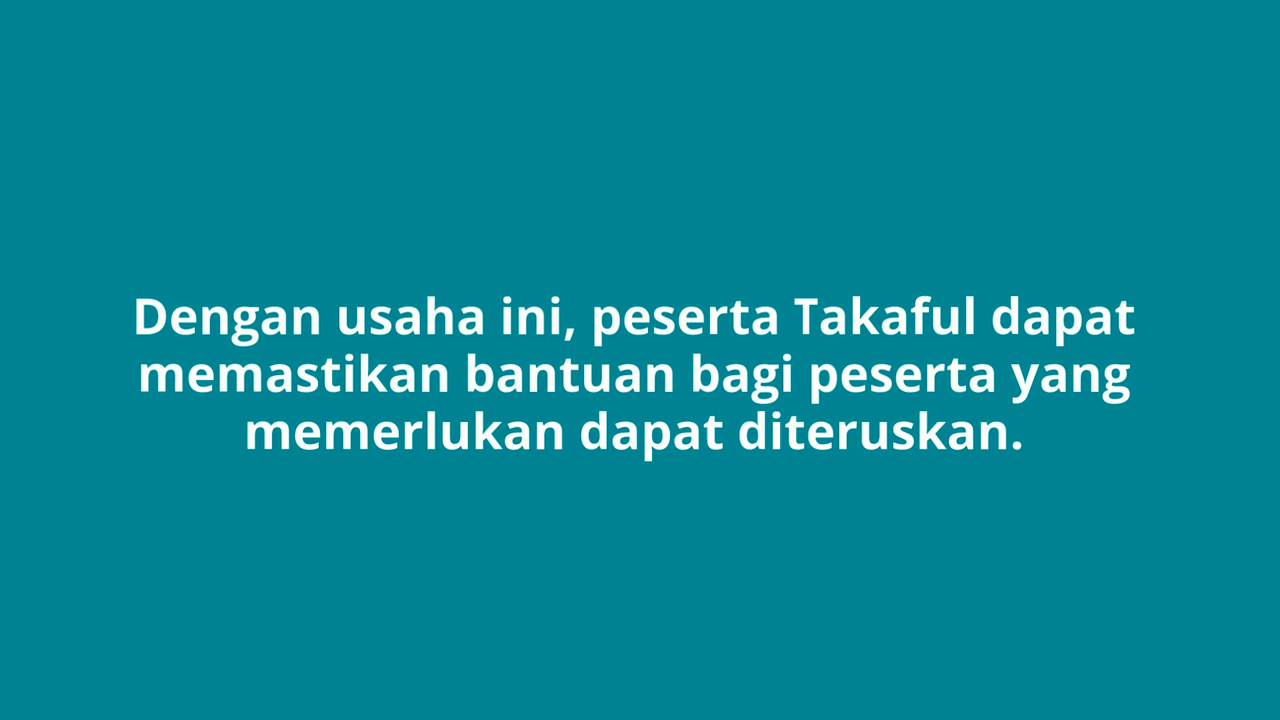 Dengan usaha ini, peserta Takaful dapat
memastikan bantuan bagi peserta yang
memerlukan dapat diteruskan.